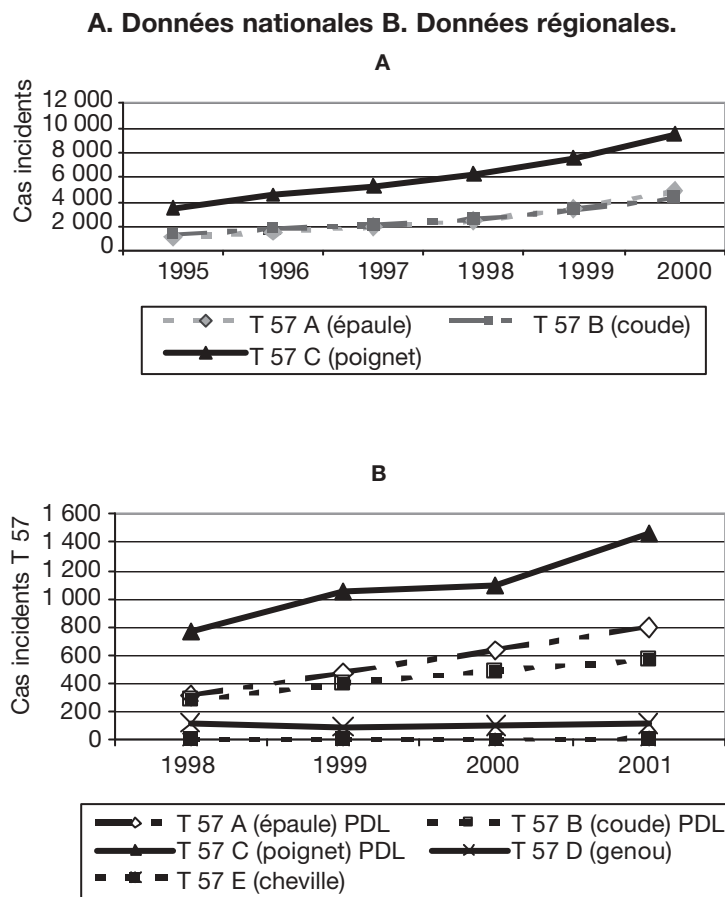 A. Données nationales B. Données régionales.
A
Cas incidents
12 000
10 000
8 000
6 000
4 000
2 000
0
1995 1996 1997 1998 1999 2000
T 57 A (épaule) T 57 B (coude)
T 57 C (poignet)
B
Cas incidents T 57
1 600
1 400
1 200
1 000
800
600
400
200
0
1998 1999 2000 2001
T 57 A (épaule) PDL T 57 B (coude) PDL
T 57 C (poignet) PDL T 57 D (genou)
T 57 E (cheville)